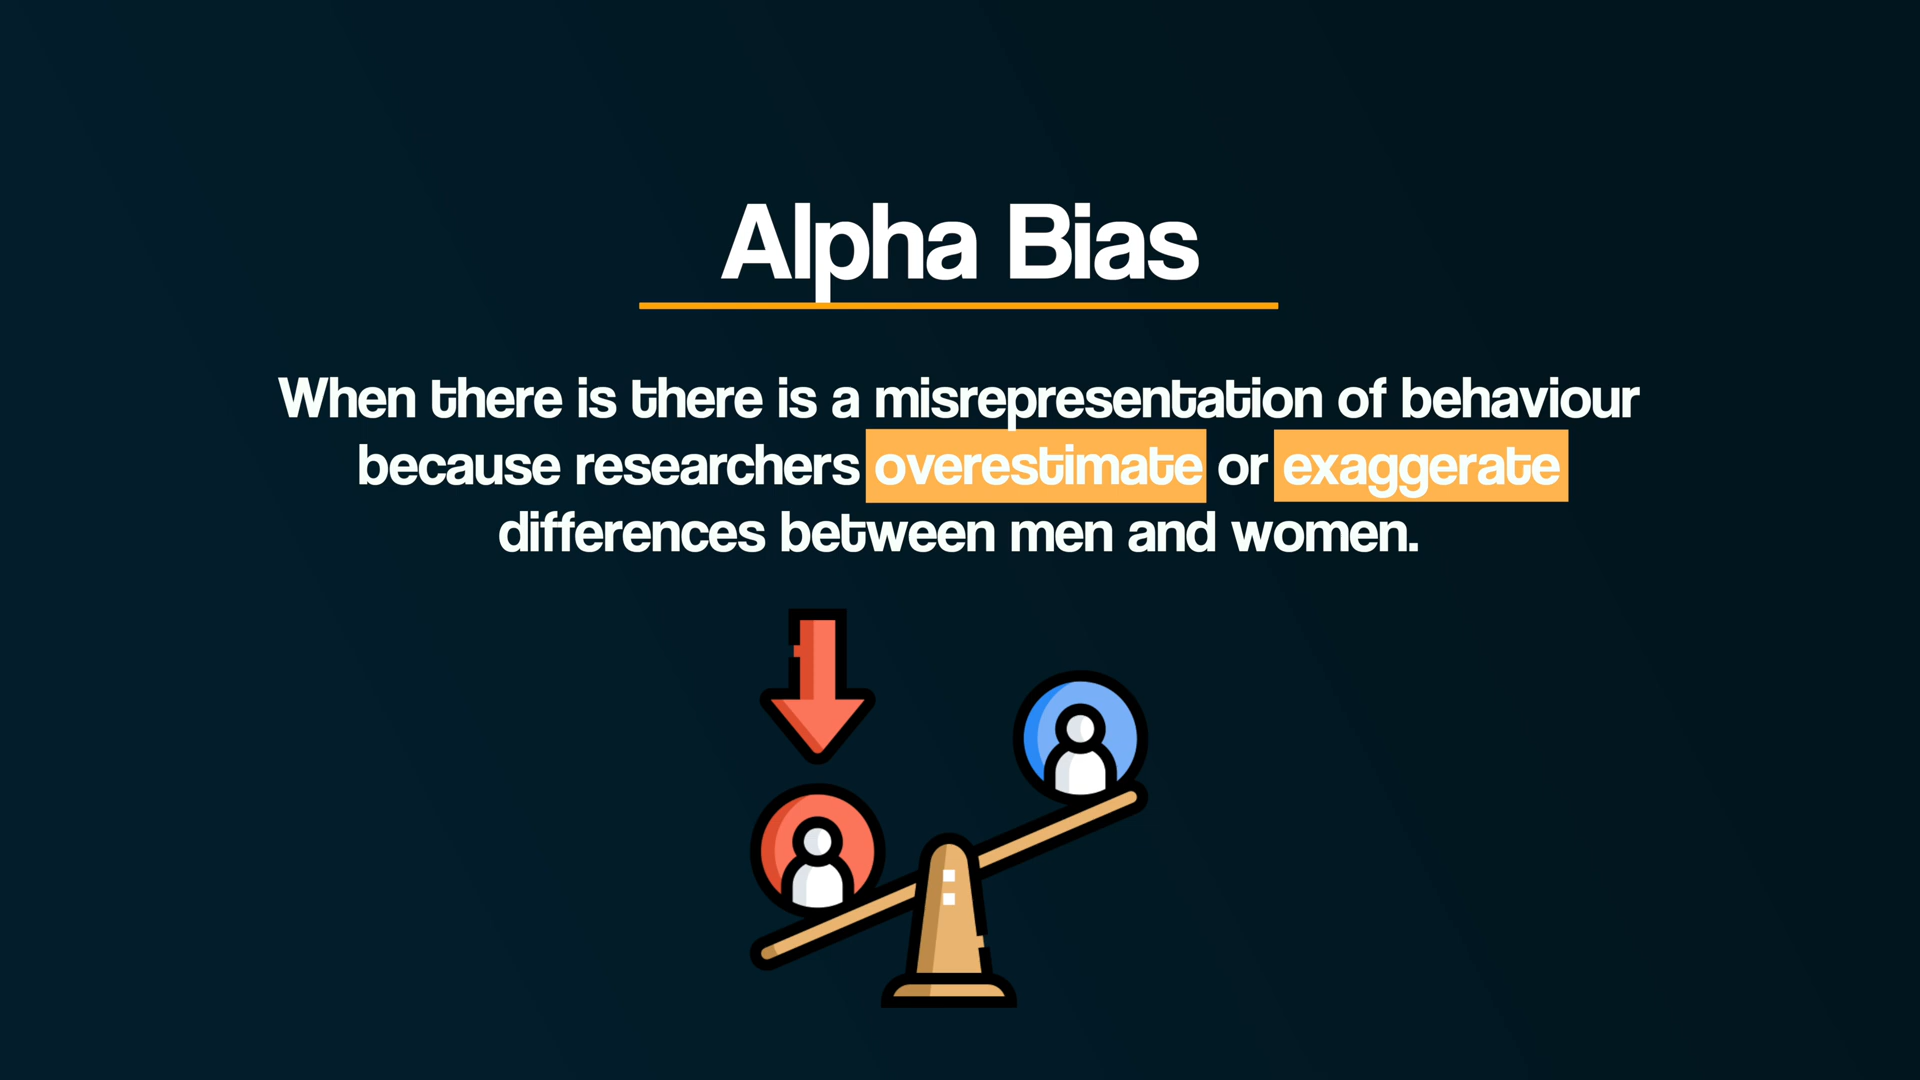 Alpha Bias
When there is there is a misrepresentation of behaviour
because researchers overestimate or exaggerate
differences between men and women.